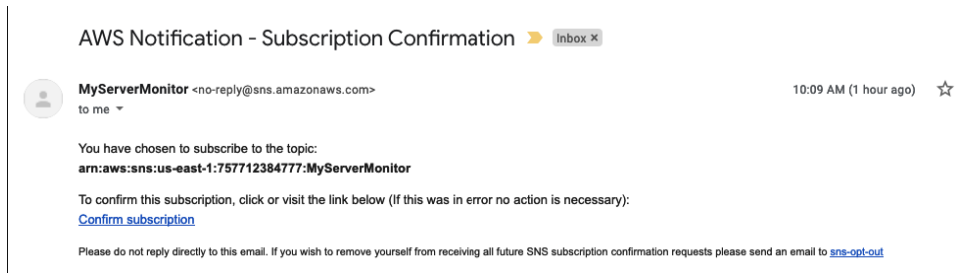 AWS Notification - Subscription Confirmation Inbox ×
MyServerMonitor <no-reply@sns.amazonaws.com> 10:09 AM (1 hour ago)
to me
You have chosen to subscribe to the topic:
arn:aws:sns:us-east-1:757712384777:MyServerMonitor
To confirm this subscription, click or visit the link below (If this was in error no action is necessary):
Confirm subscription
Please do not reply directly to this email. If you wish to remove yourself from receiving all future SNS subscription confirmation requests please send an email to sns-opt-out